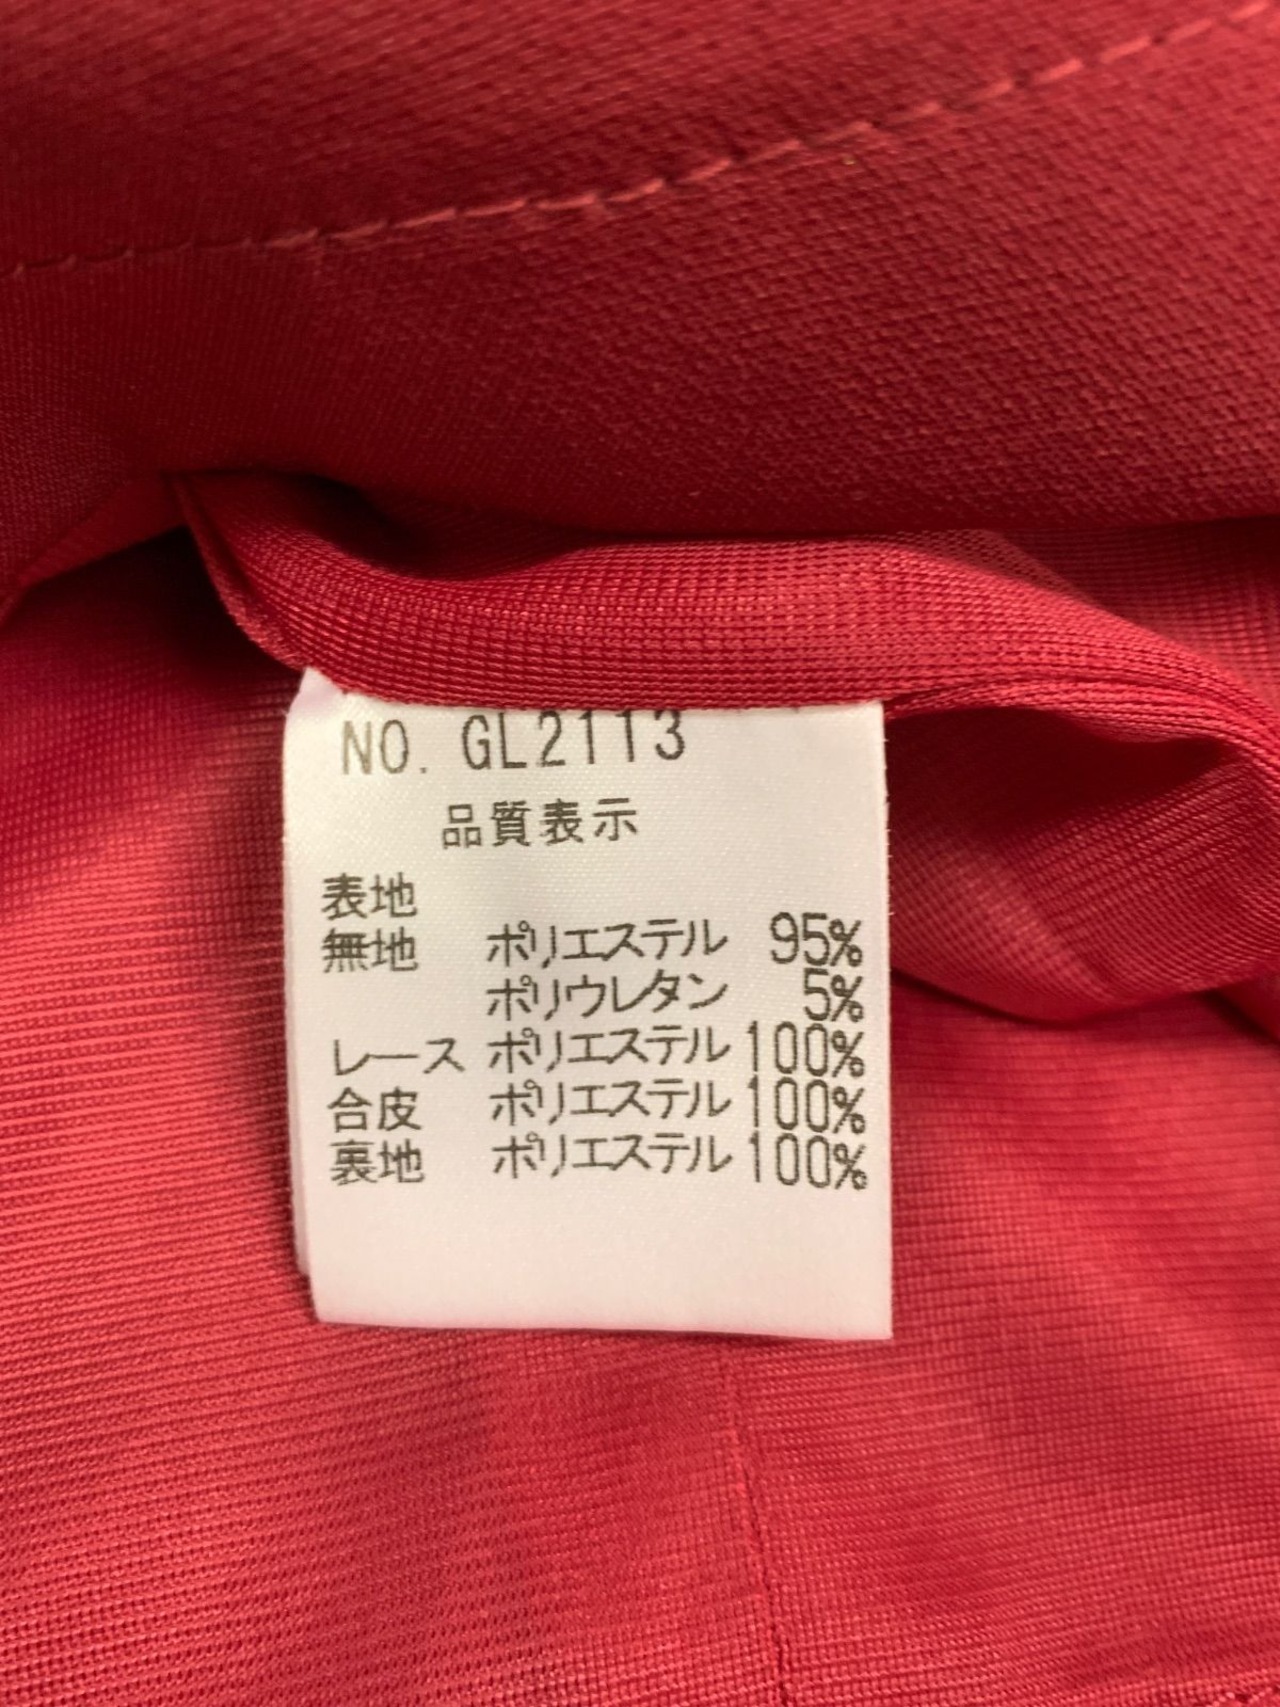 NO. GL2113
品質表示
表地
無地 ポリエステル 95%
ポリウレタン 5%
レース ポリエステル 100%
合皮 ポリエステル 100%
裏地 ポリエステル 100%